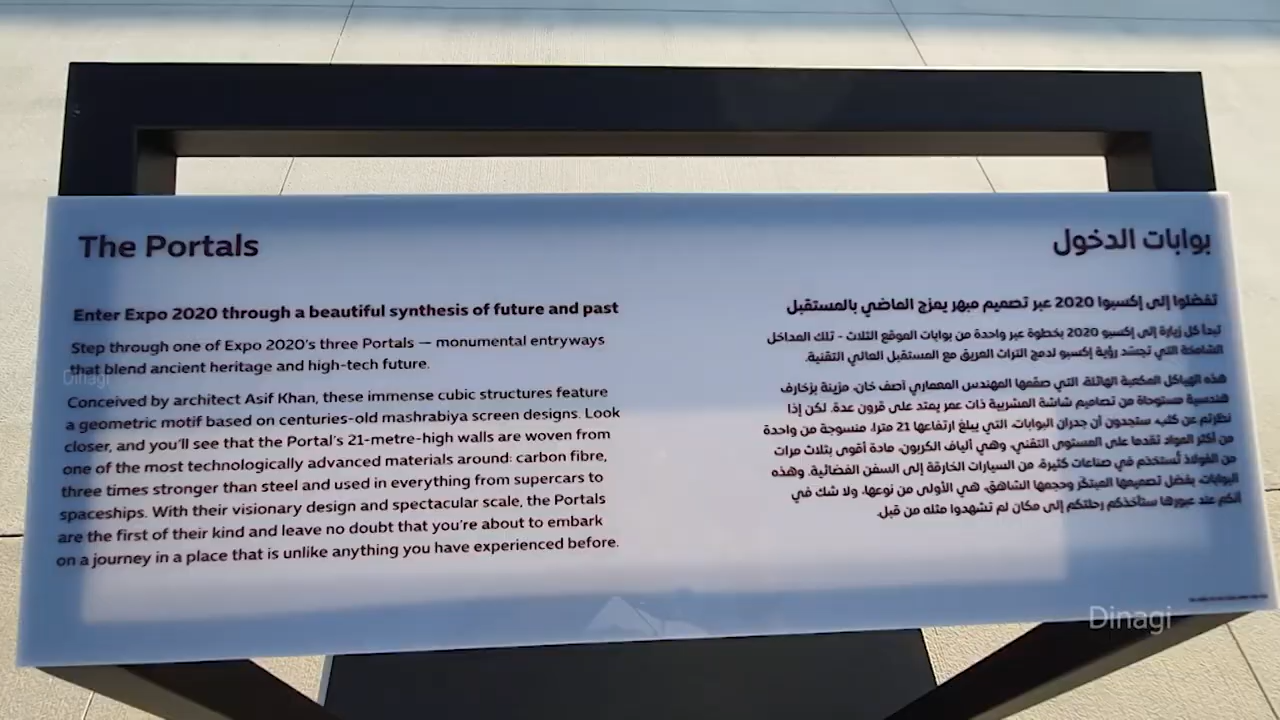 The Portals
Enter Expo 2020 through a beautiful synthesis of future and past
Step through one of Expo 2020's three Portals — monumental entryways
that blend ancient heritage and high-tech future.
Conceived by architect Asif Khan, these immense cubic structures feature
a geometric motif based on centuries-old mashrabiya screen designs. Look
closer, and you'll see that the Portal's 21-metre-high walls are woven from
one of the most technologically advanced materials around: carbon fibre,
three times stronger than steel and used in everything from supercars to
spaceships. With their visionary design and spectacular scale, the Portals
are the first of their kind and leave no doubt that you're about to embark
on a journey in a place that is unlike anything you have experienced before.
بوابات الدخول
تفضلوا إلى إكسبوا 2020 عبر تصميم مبهر يمزج الماضي بالمستقبل
تبدأ كل زيارة إلى إكسبو 2020 بخطوة عبر واحدة من بوابات الموقع الثلاث - تلك المداخل
الشامخة التي تجسّد رؤية إكسبو لدمج التراث العريق مع المستقبل العالي التقنية.
هذه الهياكل المكعبة الهائلة، التي صمّمها المهندس المعماري آصف خان، مزينة بزخارف
هندسية مستوحاة من تصاميم شاشة المشربية ذات عمر يمتد على قرون عدة. لكن إذا
نظرتم عن كثب، ستجدون أن جدران البوابات، التي يبلغ ارتفاعها 21 مترا، منسوجة من واحدة
من أكثر المواد تقدما على المستوى التقني، وهي ألياف الكربون، مادة أقوى بثلاث مرات
من الفولاذ تُستخدم في صناعات كثيرة، من السيارات الخارقة إلى السفن الفضائية. وهذه
البوابات، بفضل تصميمها المبتكر وحجمها الشاهق، هي الأولى من نوعها، ولا شك في
أنكم عند عبورها ستأخذكم رحلتكم إلى مكان لم تشهدوا مثله من قبل.
Dinagi
Dinagi